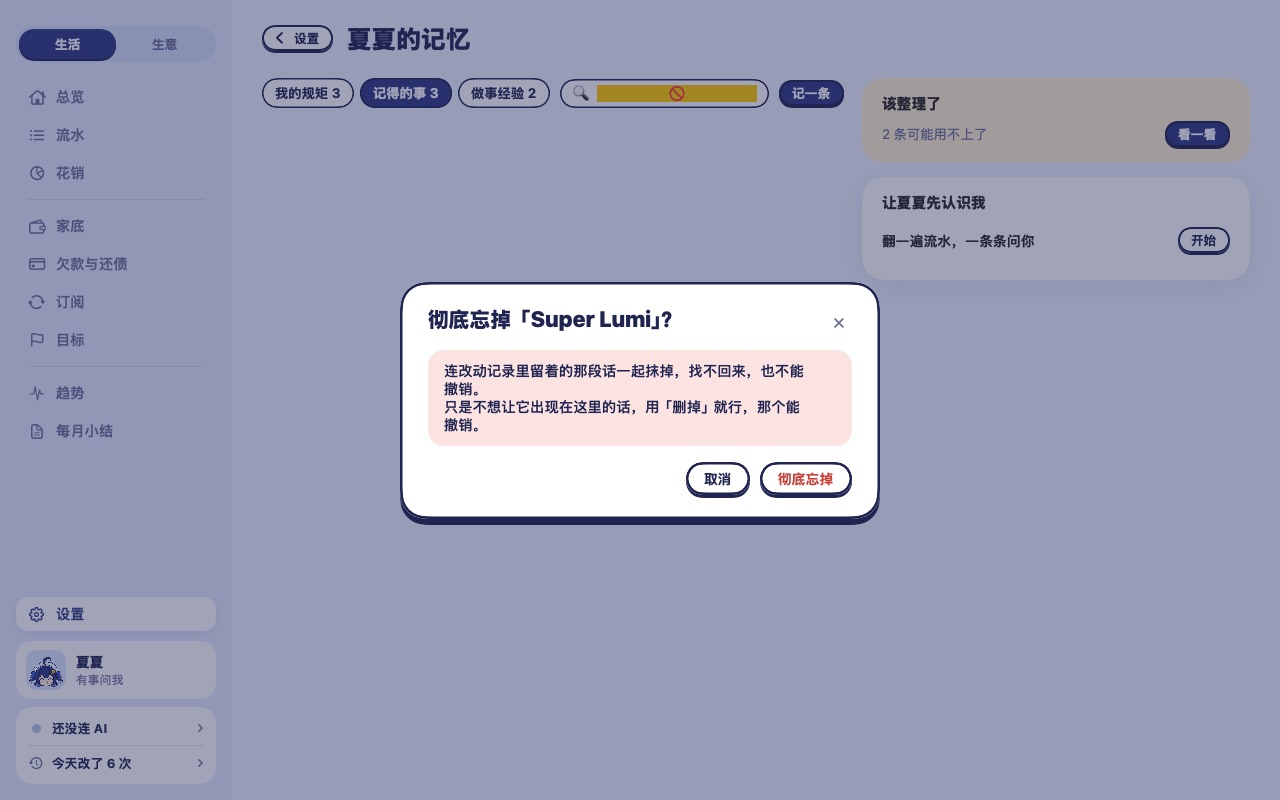 生活
生意
总览
流水
花销
家底
欠款与还债
订阅
目标
趋势
每月小结
设置
夏夏
有事问我
还没连 AI
今天改了 6 次
设置
夏夏的记忆
我的规矩 3
记得的事 3
做事经验 2
记一条
该整理了
2 条可能用不上了
看一看
让夏夏先认识我
翻一遍流水，一条条问你
开始
彻底忘掉「Super Lumi」？
连改动记录里留着的那段话一起抹掉，找不回来，也不能
撤销。
只是不想让它出现在这里的话，用「删掉」就行，那个能
撤销。
取消
彻底忘掉